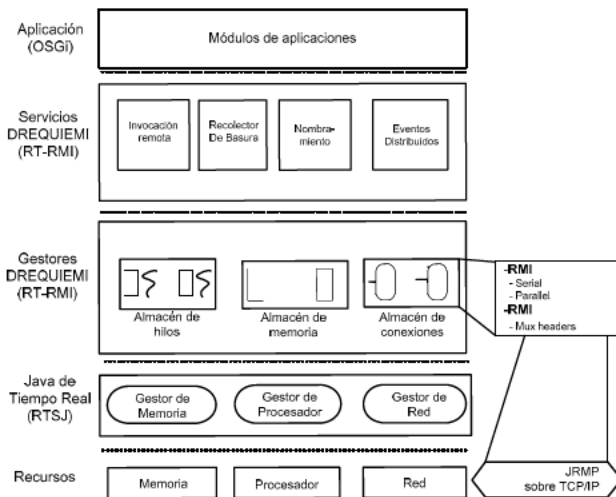 Aplicación
(OSGi)
Módulos de aplicaciones
Servicios
DREQUIEMI
(RT-RMI)
Invocación
remota
Recolector
De Basura
Nombra-
miento
Eventos
Distribuidos
Gestores
DREQUIEMI
(RT-RMI)
Almacén de
hilos
Almacén de
memoria
Almacén de
conexiones
-RMI
- Serial
- Parallel
-RMI
- Mux headers
Java de
Tiempo Real
(RTSJ)
Gestor de
Memoria
Gestor de
Procesador
Gestor de
Red
Recursos
Memoria
Procesador
Red
JRMP
sobre TCP/IP